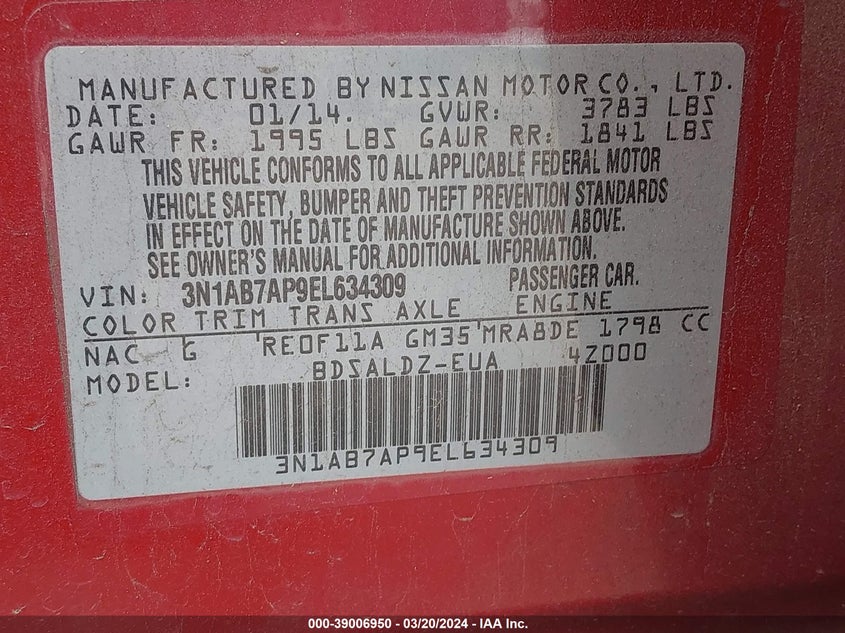 MANUFACTURED BY NISSAN MOTOR CO., LTD.
DATE: 01/14. GVWR: 3783 LBS
GAWR FR: 1995 LBS GAWR RR: 1841 LBS
THIS VEHICLE CONFORMS TO ALL APPLICABLE FEDERAL MOTOR
VEHICLE SAFETY, BUMPER AND THEFT PREVENTION STANDARDS
IN EFFECT ON THE DATE OF MANUFACTURE SHOWN ABOVE.
SEE OWNER'S MANUAL FOR ADDITIONAL INFORMATION.
VIN: 3N1AB7AP9EL634309 PASSENGER CAR.
COLOR TRIM TRANS AXLE ENGINE
NAC G RE0F11A GM35 MRA8DE 1798 CC
MODEL: BDSALDZ-EUA 4Z000
3N1AB7AP9EL634309
000-39006950 - 03/20/2024 - IAA Inc.